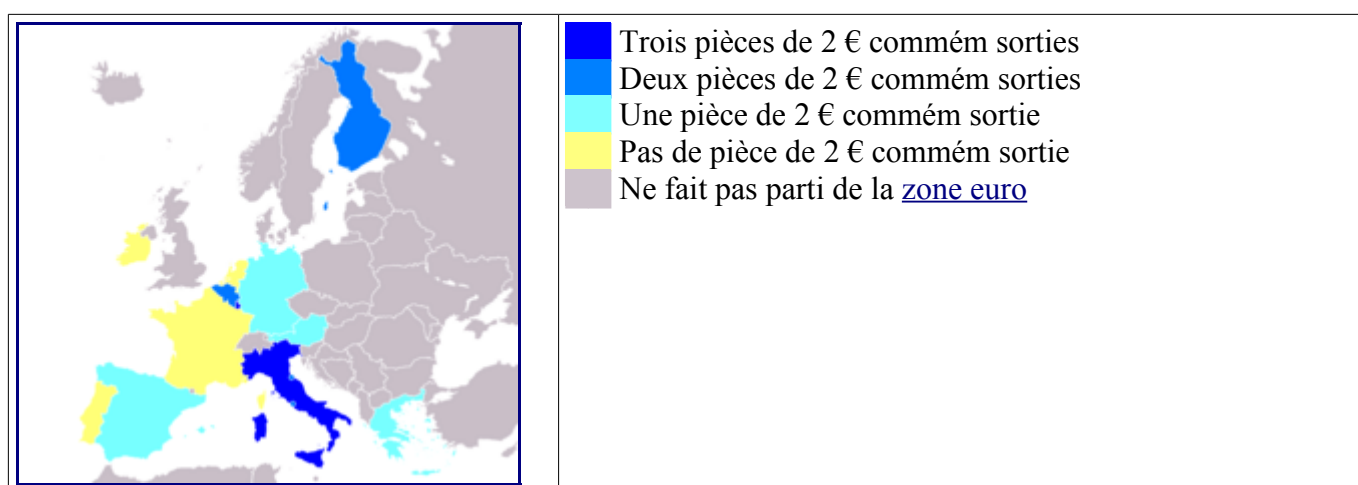 Trois pièces de 2 € commém sorties
Deux pièces de 2 € commém sorties
Une pièce de 2 € commém sortie
Pas de pièce de 2 € commém sortie
Ne fait pas parti de la zone euro